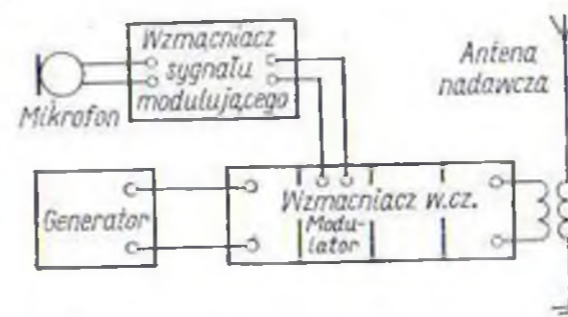 Wzmacniacz
sygnału
modulującego
Mikrofon
Antena
nadawcza
Generator
Wzmacniacz w.cz.
Modu-
lator